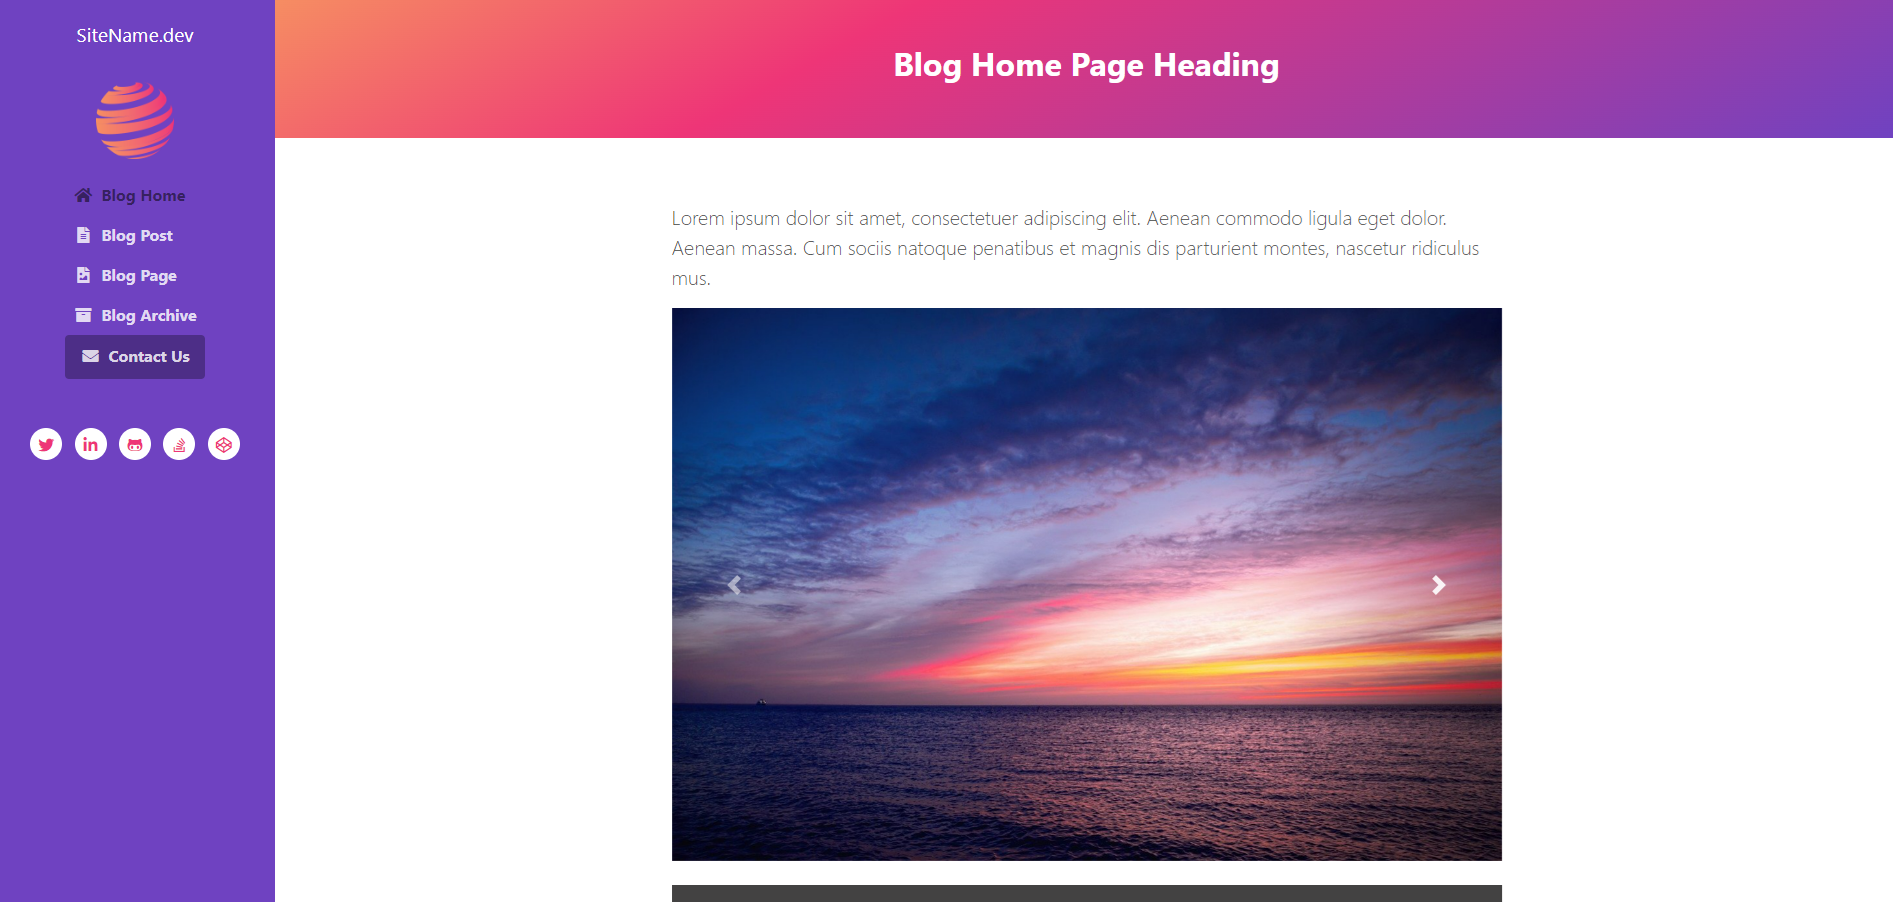 SiteName.dev
Blog Home
Blog Post
Blog Page
Blog Archive
Contact Us
Blog Home Page Heading
Lorem ipsum dolor sit amet, consectetuer adipiscing elit. Aenean commodo ligula eget dolor.
Aenean massa. Cum sociis natoque penatibus et magnis dis parturient montes, nascetur ridiculus
mus.